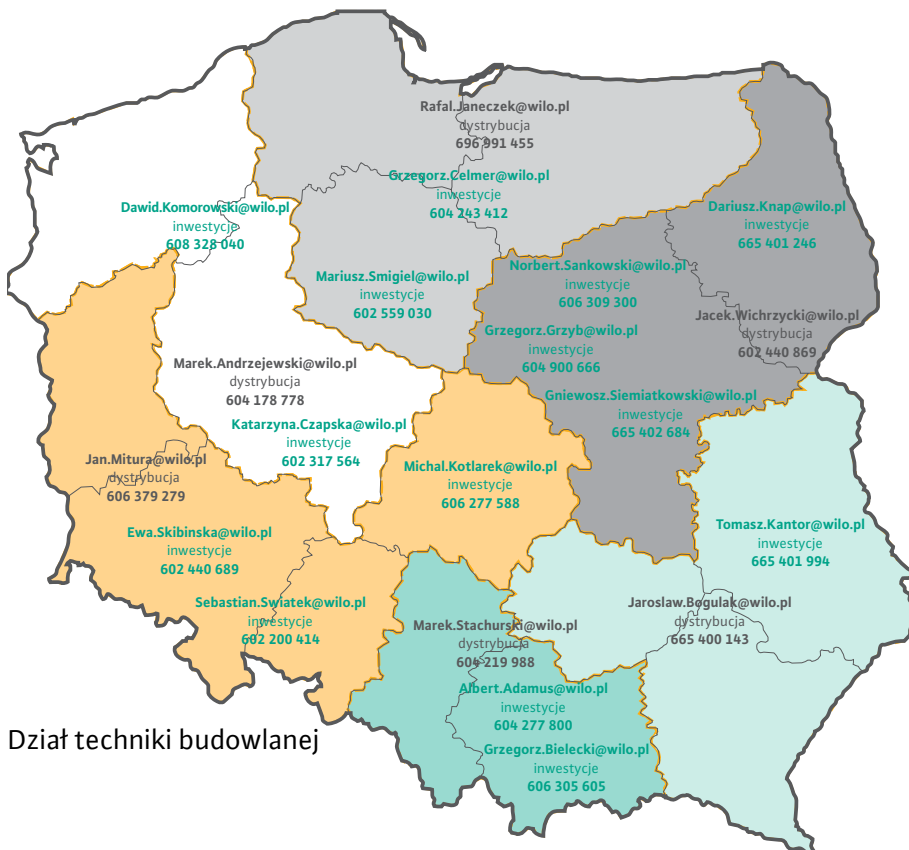 Rafal.Janeczek@wilo.pl
dystrybucja
696 991 455
Grzegorz.Celmer@wilo.pl
inwestycje
604 243 412
Dawid.Komorowski@wilo.pl
inwestycje
608 328 040
Dariusz.Knap@wilo.pl
inwestycje
665 401 246
Mariusz.Smigiel@wilo.pl
inwestycje
602 559 030
Norbert.Sankowski@wilo.pl
inwestycje
606 309 300
Jacek.Wichrzycki@wilo.pl
dystrybucja
602 440 869
Grzegorz.Grzyb@wilo.pl
inwestycje
604 900 666
Marek.Andrzejewski@wilo.pl
dystrybucja
604 178 778
Gniewosz.Siemiatkowski@wilo.pl
inwestycje
665 402 684
Katarzyna.Czapska@wilo.pl
inwestycje
602 317 564
Jan.Mitura@wilo.pl
dystrybucja
606 379 279
Michal.Kotlarek@wilo.pl
inwestycje
606 277 588
Ewa.Skibinska@wilo.pl
inwestycje
602 440 689
Tomasz.Kantor@wilo.pl
inwestycje
665 401 994
Sebastian.Swiatek@wilo.pl
inwestycje
602 200 414
Jaroslaw.Bogulak@wilo.pl
dystrybucja
665 400 143
Marek.Stachurski@wilo.pl
dystrybucja
604 219 988
Albert.Adamus@wilo.pl
inwestycje
604 277 800
Grzegorz.Bielecki@wilo.pl
inwestycje
606 305 605
Dział techniki budowlanej